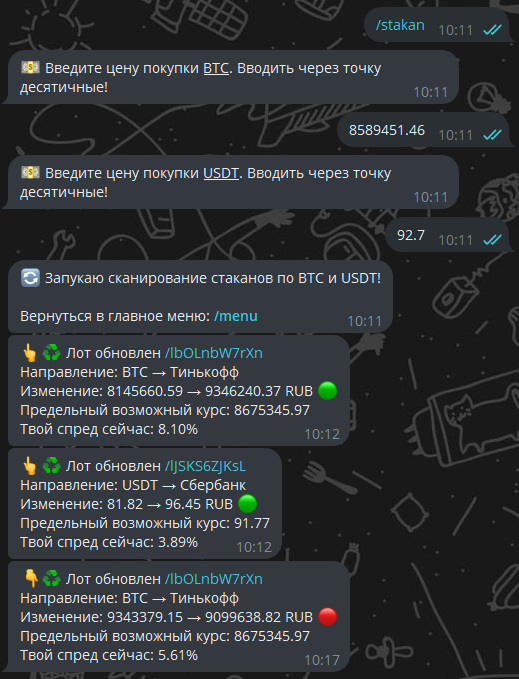 /stakan 10:11
💵 Введите цену покупки BTC. Вводить через точку
десятичные!
10:11
8589451.46 10:11
💵 Введите цену покупки USDT. Вводить через точку
десятичные!
10:11
92.7 10:11
🔄 Запукаю сканирование стаканов по BTC и USDT!
Вернуться в главное меню: /menu
10:11
👆♻️ Лот обновлен /lbOLnbW7rXn
Направление: BTC → Тинькофф
Изменение: 8145660.59 → 9346240.37 RUB 🟢
Предельный возможный курс: 8675345.97
Твой спред сейчас: 8.10%
10:12
👆♻️ Лот обновлен /ljSKS6ZJKsL
Направление: USDT → Сбербанк
Изменение: 81.82 → 96.45 RUB 🟢
Предельный возможный курс: 91.77
Твой спред сейчас: 3.89%
10:12
👇♻️ Лот обновлен /lbOLnbW7rXn
Направление: BTC → Тинькофф
Изменение: 9343379.15 → 9099638.82 RUB 🔴
Предельный возможный курс: 8675345.97
Твой спред сейчас: 5.61%
10:17